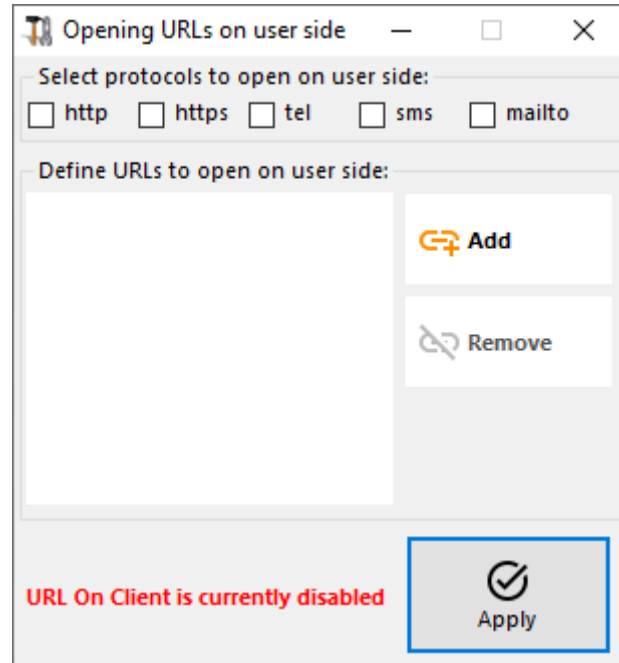 Opening URLs on user side
Select protocols to open on user side:
http https tel sms mailto
Define URLs to open on user side:
Add
Remove
URL On Client is currently disabled
Apply